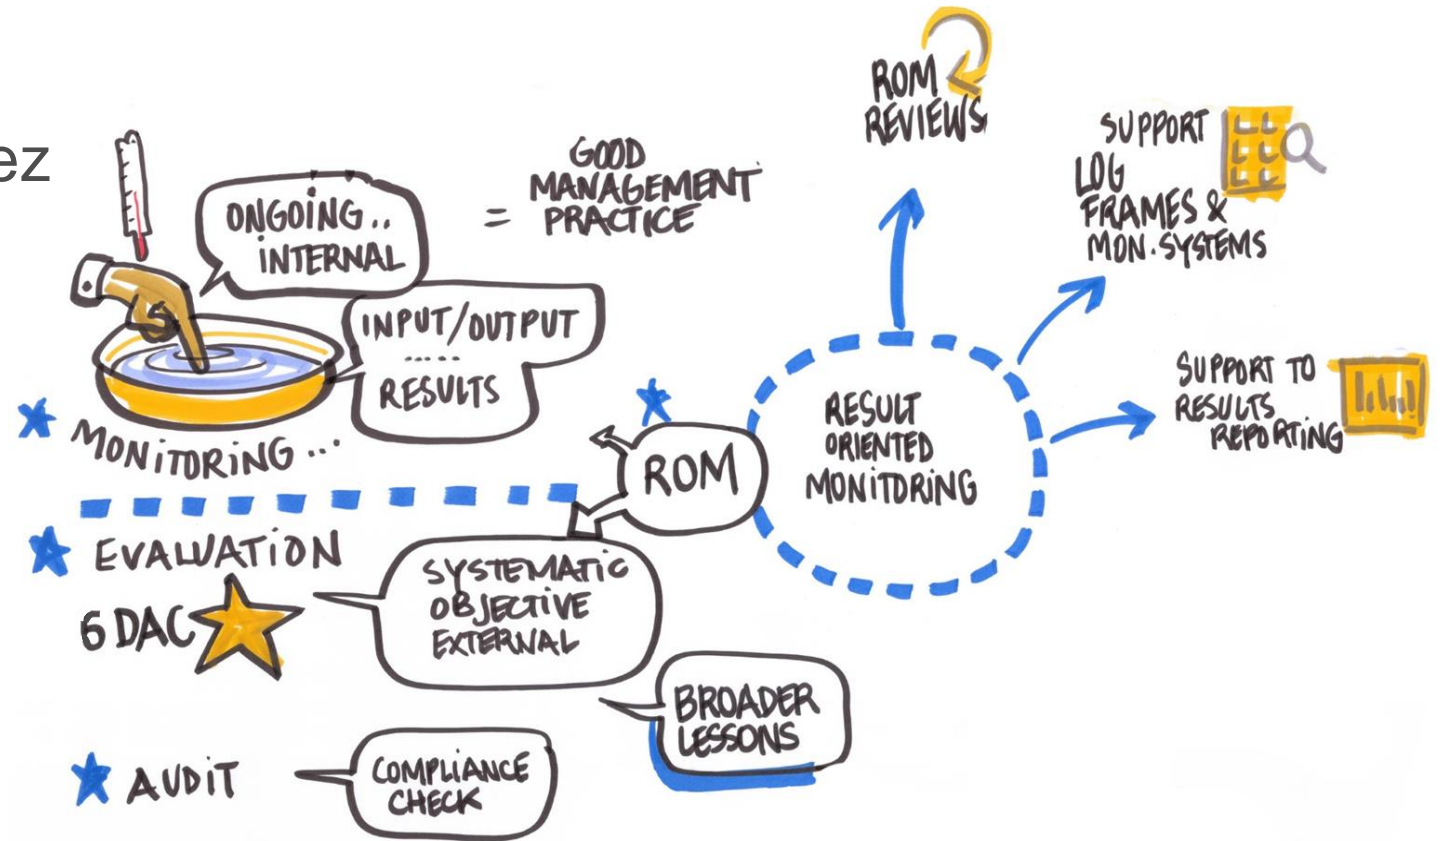 ez
ONGOING..
INTERNAL
= GOOD
MANAGEMENT
PRACTICE
INPUT/OUTPUT
.....
RESULTS
MONITORING...
EVALUATION
6 DAC
SYSTEMATIC
OBJECTIVE
EXTERNAL
BROADER
LESSONS
AUDIT
COMPLIANCE
CHECK
ROM
RESULT
ORIENTED
MONITORING
ROM
REVIEWS
SUPPORT
LOG
FRAMES &
MON. SYSTEMS
SUPPORT TO
RESULTS
REPORTING